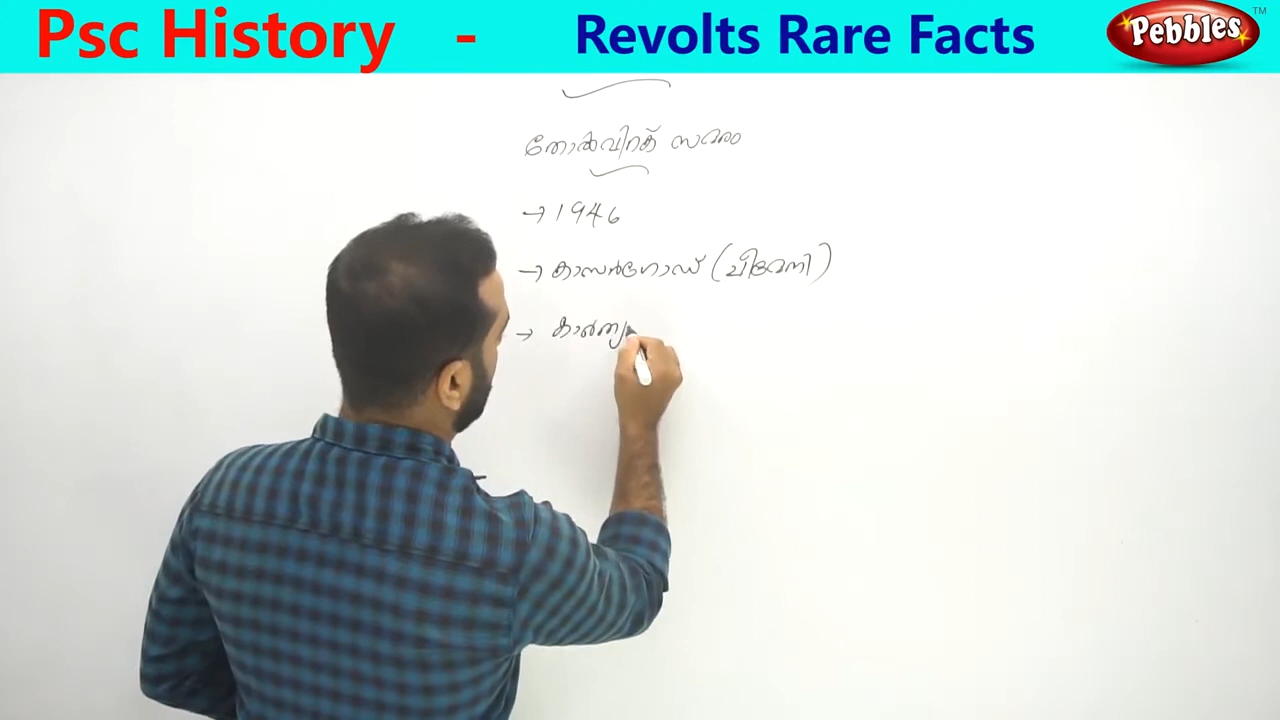 Psc History - Revolts Rare Facts
Pebbles TM
തോൽവിറക് സമരം
→ 1946
→ കാസർഗോഡ് (ചീമേനി)
→ കാർത്യ